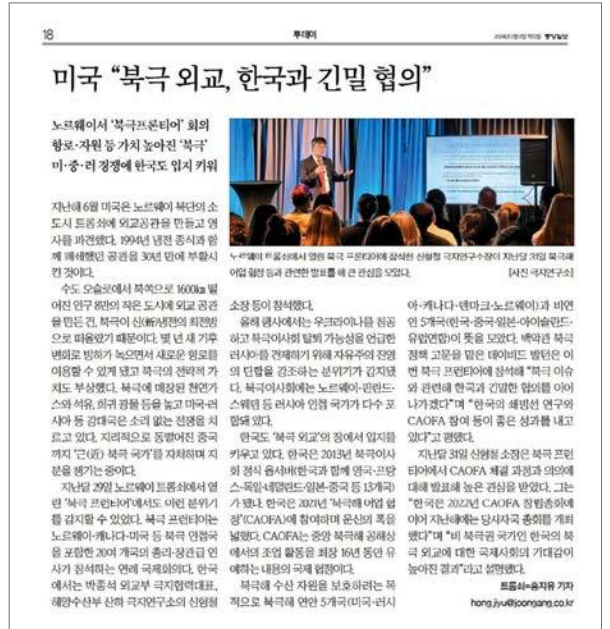 18
투데이
중앙일보
미국 “북극 외교, 한국과 긴밀 협의”
노르웨이서 ‘북극프론티어’ 회의
항로·자원 등 가치 높아진 ‘북극’
미·중·러 경쟁에 한국도 입지 키워
노르웨이 트롬쇠에서 열린 북극 프런티어에 참석한 신형철 극지연구소장이 지난달 31일 북극해
어업 협정 등과 관련한 발표를 해 큰 관심을 모았다.
[사진 극지연구소]
지난해 6월 미국은 노르웨이 북단의 소
도시 트롬쇠에 외교공관을 만들고 영
사를 파견했다. 1994년 냉전 종식과 함
께 폐쇄했던 공관을 30년 만에 부활시
킨 것이다.
수도 오슬로에서 북쪽으로 1600km 떨
어진 인구 8만의 작은 도시에 외교 공관
을 만든 건, 북극이 신(新)냉전의 최전방
으로 떠올랐기 때문이다. 몇 년 새 기후
변화로 빙하가 녹으면서 새로운 항로를
이용할 수 있게 됐고 북극의 전략적 가
치도 부상했다. 북극에 매장된 천연가
스와 석유, 희귀 광물 등을 놓고 미국·러
시아 등 강대국은 소리 없는 전쟁을 치
르고 있다. 지리적으로 동떨어진 중국
까지 ‘근(近) 북극 국가’를 자처하며 지
분을 챙기는 중이다.
지난달 29일 노르웨이 트롬쇠에서 열
린 ‘북극 프런티어’에서도 이런 분위기
를 감지할 수 있었다. 북극 프런티어는
노르웨이·캐나다·미국 등 북극 인접국
을 포함한 20여 개국의 총리·장관급 인
사가 참석하는 연례 국제회의다. 한국
에서는 박종석 외교부 극지협력대표,
해양수산부 산하 극지연구소의 신형철
소장 등이 참석했다.
올해 행사에서는 우크라이나를 침공
하고 북극이사회 탈퇴 가능성을 언급한
러시아를 견제하기 위해 자유주의 진영
의 단합을 강조하는 분위기가 감지됐
다. 북극이사회에는 노르웨이·핀란드·
스웨덴 등 러시아 인접 국가가 다수 포
함돼 있다.
한국도 ‘북극 외교’의 장에서 입지를
키우고 있다. 한국은 2013년 북극이사
회 정식 옵서버(한국과 함께 영국·프랑
스·독일·네덜란드·일본·중국 등 13개국)
가 됐다. 한국은 2021년 ‘북극해 어업 협
정’(CAOFA)에 참여하며 운신의 폭을
넓혔다. CAOFA는 중앙 북극해 공해상
에서의 조업 활동을 최장 16년 동안 유
예하는 내용의 국제 협정이다.
북극해 수산 자원을 보호하려는 목
적으로 북극해 연안 5개국(미국·러시
아·캐나다·덴마크·노르웨이)과 비연
안 5개국(한국·중국·일본·아이슬란드·
유럽연합)이 뜻을 모았다. 백악관 북극
정책 고문을 맡은 데이비드 발턴은 이
번 북극 프런티어에 참석해 “북극 이슈
와 관련해 한국과 긴밀한 협의를 이어
나가겠다”며 “한국의 쇄빙선 연구와
CAOFA 참여 등이 좋은 성과를 내고
있다”고 평했다.
지난달 31일 신형철 소장은 북극 프런
티어에서 CAOFA 체결 과정과 의의에
대해 발표해 높은 관심을 받았다. 그는
“한국은 2022년 CAOFA 창립총회에
이어 지난해에는 당사자국 총회를 개최
했다”며 “비 북극권 국가인 한국의 북
극 외교에 대한 국제사회의 기대감이
높아진 결과”라고 설명했다.
트롬쇠=홍지유 기자
hong.jiyu@joongang.co.kr